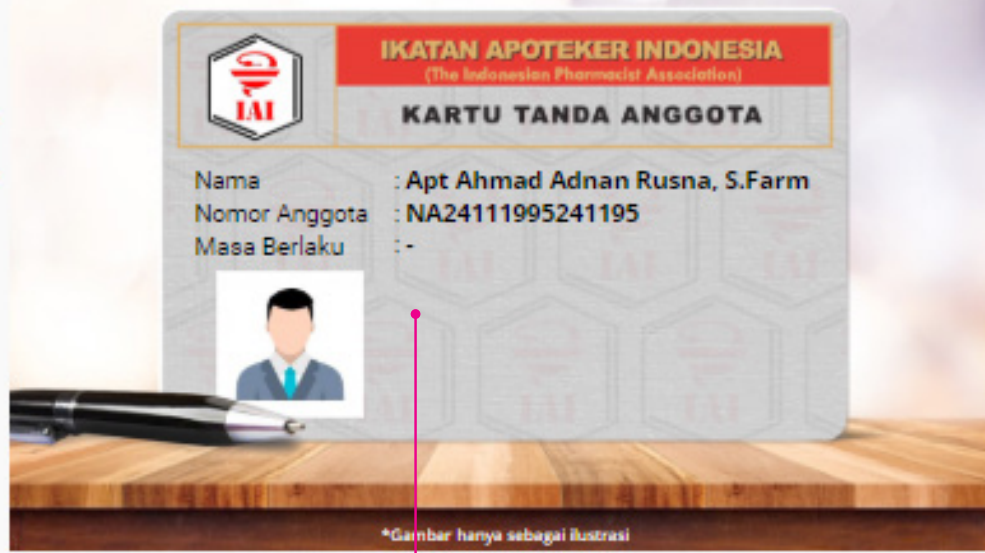 IAI
IKATAN APOTEKER INDONESIA
(The Indonesian Pharmacist Association)
KARTU TANDA ANGGOTA
Nama : Apt Ahmad Adnan Rusna, S.Farm
Nomor Anggota : NA24111995241195
Masa Berlaku : -
*Gambar hanya sebagai ilustrasi